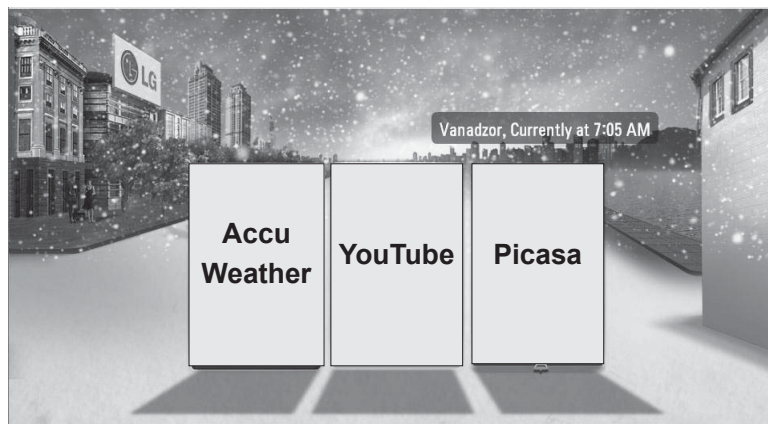 LG
Vanadzor, Currently at 7:05 AM
Accu
Weather
YouTube
Picasa